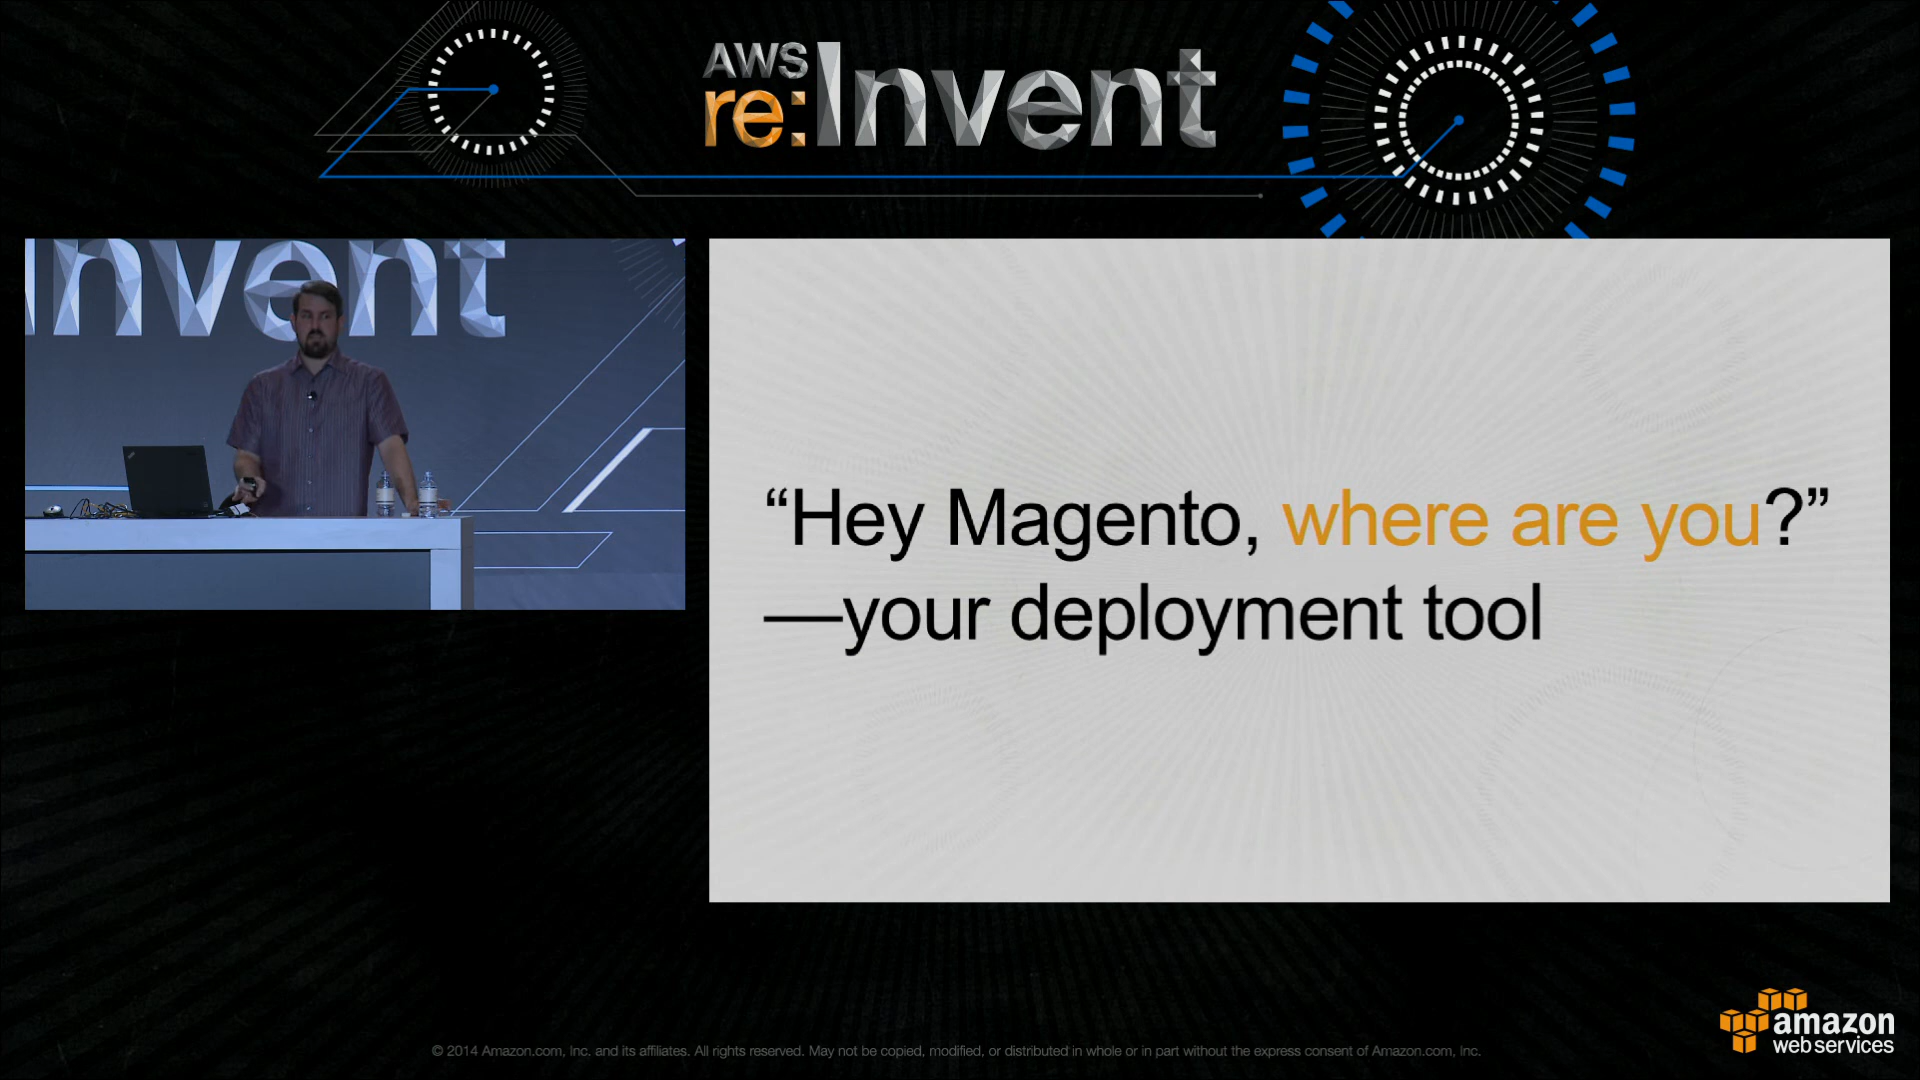 AWS
re:Invent
Invent
“Hey Magento, where are you?”
—your deployment tool
amazon
web services
© 2014 Amazon.com, Inc. and its affiliates. All rights reserved. May not be copied, modified, or distributed in whole or in part without the express consent of Amazon.com, Inc.